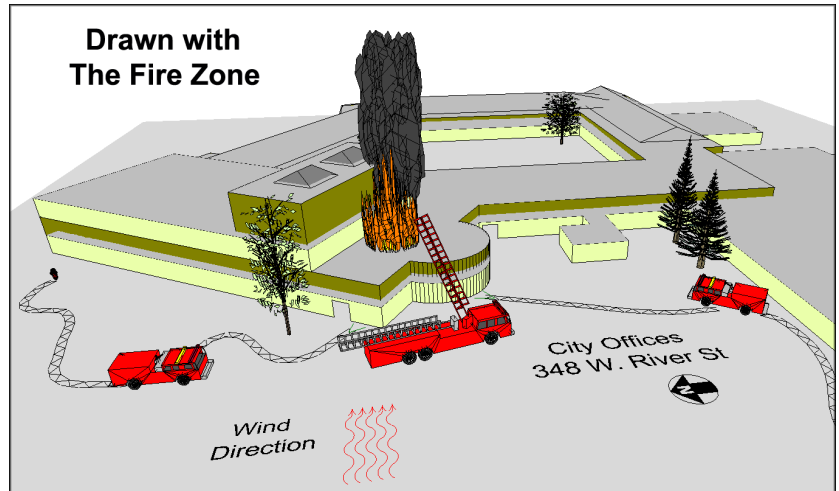 Drawn with
The Fire Zone
City Offices
348 W. River St
N
Wind
Direction